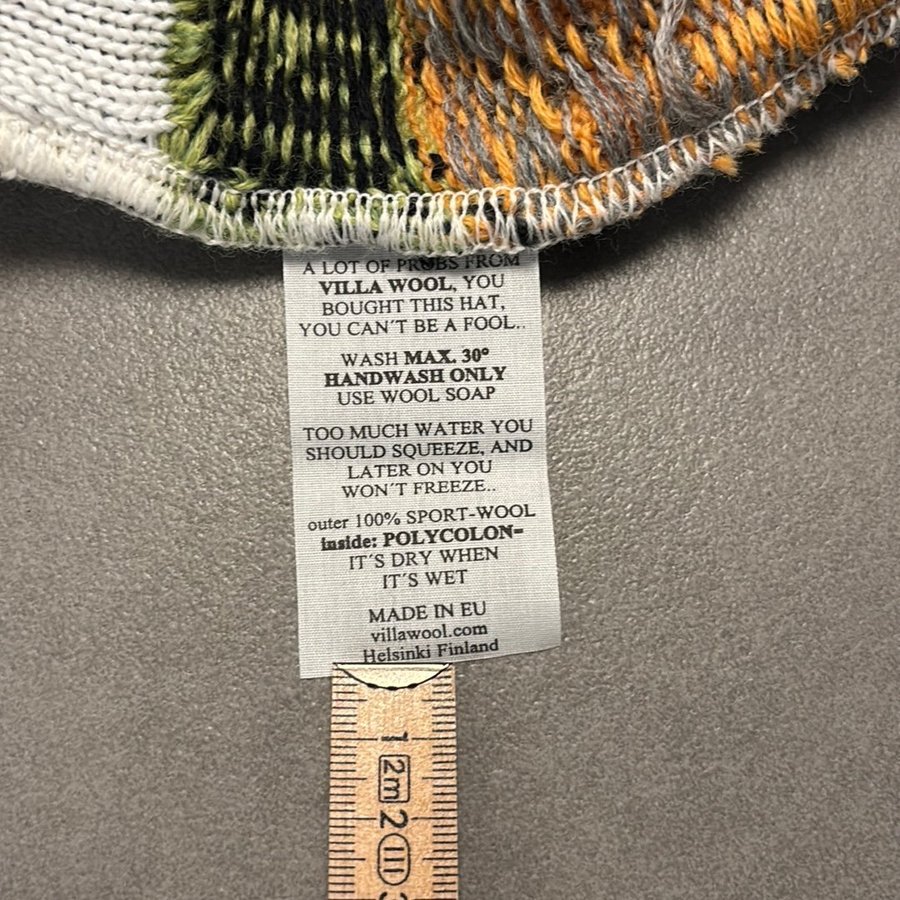 A LOT OF PROBS FROM
VILLA WOOL, YOU
BOUGHT THIS HAT,
YOU CAN´T BE A FOOL..
WASH MAX. 30°
HANDWASH ONLY
USE WOOL SOAP
TOO MUCH WATER YOU
SHOULD SQUEEZE, AND
LATER ON YOU
WON´T FREEZE..
outer 100% SPORT-WOOL
inside: POLYCOLON-
IT´S DRY WHEN
IT´S WET
MADE IN EU
villawool.com
Helsinki Finland
1
2m
2
III
3